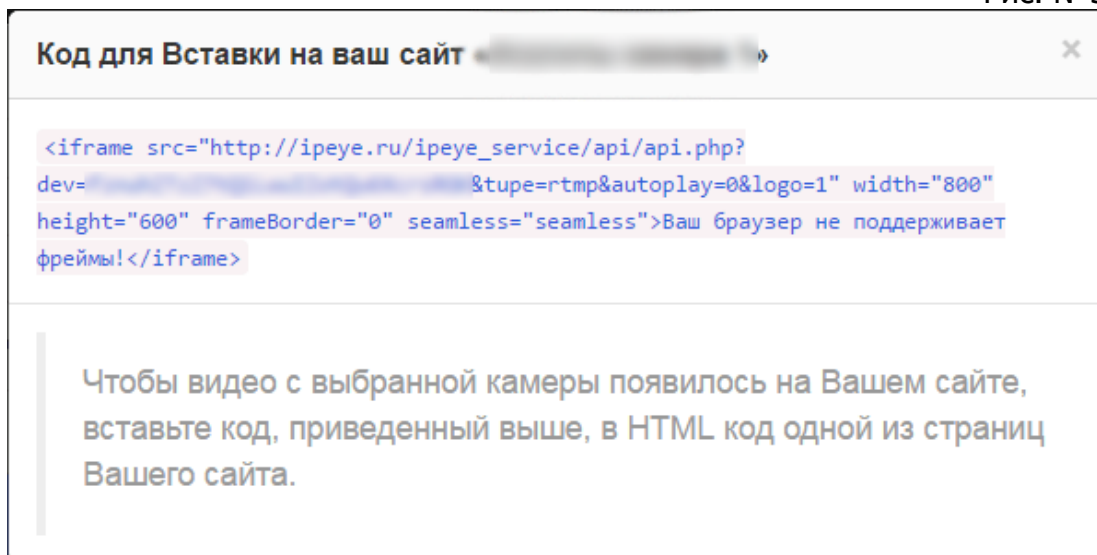 Код для Вставки на ваш сайт « »
<iframe src="http://ipeye.ru/ipeye_service/api/api.php?
dev= &tupe=rtmp&autoplay=0&logo=1" width="800"
height="600" frameBorder="0" seamless="seamless">Ваш браузер не поддерживает
фреймы!</iframe>
Чтобы видео с выбранной камеры появилось на Вашем сайте,
вставьте код, приведенный выше, в HTML код одной из страниц
Вашего сайта.